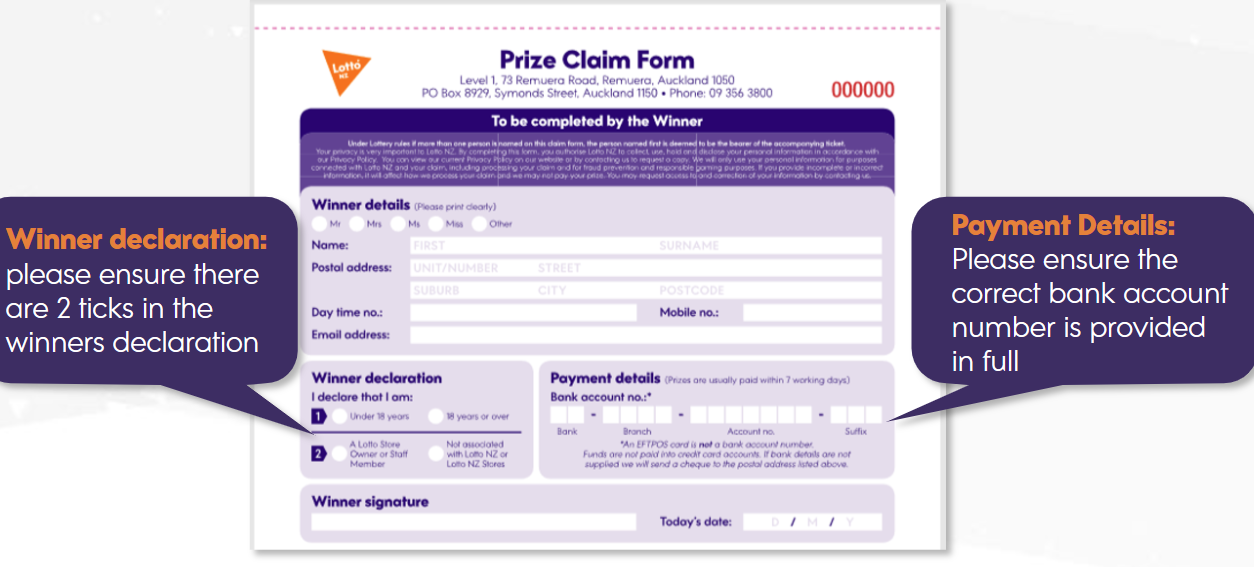 Lotto
NZ
Prize Claim Form
Level 1, 73 Remuera Road, Remuera, Auckland 1050
PO Box 8929, Symonds Street, Auckland 1150 • Phone: 09 356 3800
000000
To be completed by the Winner
Under Lottery rules if more than one person is named on this claim form, the person named first is deemed to be the bearer of the accompanying ticket.
Your privacy is very important to Lotto NZ. By completing this form, you authorise Lotto NZ to collect, use, hold and disclose your personal information in accordance with
our Privacy Policy. You can view our current Privacy Policy on our website or by contacting us to request a copy. We will only use your personal information for purposes
connected with Lotto NZ and your claim, including processing your claim and for fraud prevention and responsible gaming purposes. If you provide incomplete or incorrect
information, it will affect how we process your claim and we may not pay your prize. You may request access to and correction of your information by contacting us.
Winner details (Please print clearly)
Mr Mrs Ms Miss Other
Name: FIRST SURNAME
Postal address: UNIT/NUMBER STREET
SUBURB CITY POSTCODE
Day time no.: Mobile no.:
Email address:
Winner declaration:
please ensure there
are 2 ticks in the
winners declaration
Payment Details:
Please ensure the
correct bank account
number is provided
in full
Winner declaration
I declare that I am:
1 Under 18 years 18 years or over
2 A Lotto Store
Owner or Staff
Member
Not associated
with Lotto NZ or
Lotto NZ Stores
Payment details (Prizes are usually paid within 7 working days)
Bank account no.:*
- - -
Bank Branch Account no. Suffix
*An EFTPOS card is not a bank account number.
Funds are not paid into credit card accounts. If bank details are not
supplied we will send a cheque to the postal address listed above.
Winner signature
Today's date: D / M / Y